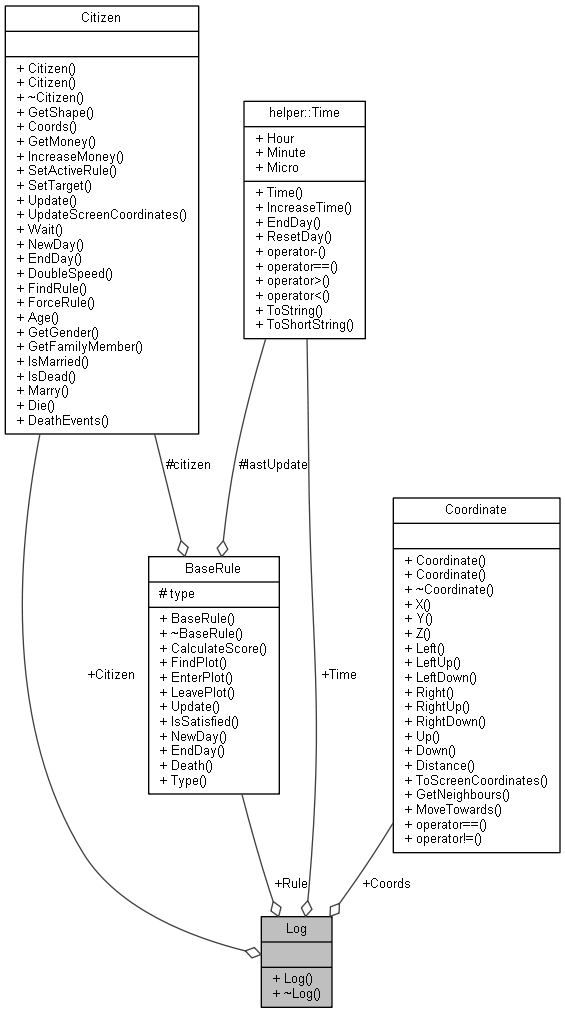 Citizen
+ Citizen()
+ Citizen()
+ ~Citizen()
+ GetShape()
+ Coords()
+ GetMoney()
+ IncreaseMoney()
+ SetActiveRule()
+ SetTarget()
+ Update()
+ UpdateScreenCoordinates()
+ Wait()
+ NewDay()
+ EndDay()
+ DoubleSpeed()
+ FindRule()
+ ForceRule()
+ Age()
+ GetGender()
+ GetFamilyMember()
+ IsMarried()
+ IsDead()
+ Marry()
+ Die()
+ DeathEvents()
helper::Time
+ Hour
+ Minute
+ Micro
+ Time()
+ IncreaseTime()
+ EndDay()
+ ResetDay()
+ operator-()
+ operator==()
+ operator>()
+ operator<()
+ ToString()
+ ToShortString()
#citizen
#lastUpdate
BaseRule
# type
+ BaseRule()
+ ~BaseRule()
+ CalculateScore()
+ FindPlot()
+ EnterPlot()
+ LeavePlot()
+ Update()
+ IsSatisfied()
+ NewDay()
+ EndDay()
+ Death()
+ Type()
Coordinate
+ Coordinate()
+ Coordinate()
+ ~Coordinate()
+ X()
+ Y()
+ Z()
+ Left()
+ LeftUp()
+ LeftDown()
+ Right()
+ RightUp()
+ RightDown()
+ Up()
+ Down()
+ Distance()
+ ToScreenCoordinates()
+ GetNeighbours()
+ MoveTowards()
+ operator==()
+ operator!=()
+Citizen
+Time
+Rule
+Coords
Log
+ Log()
+ ~Log()